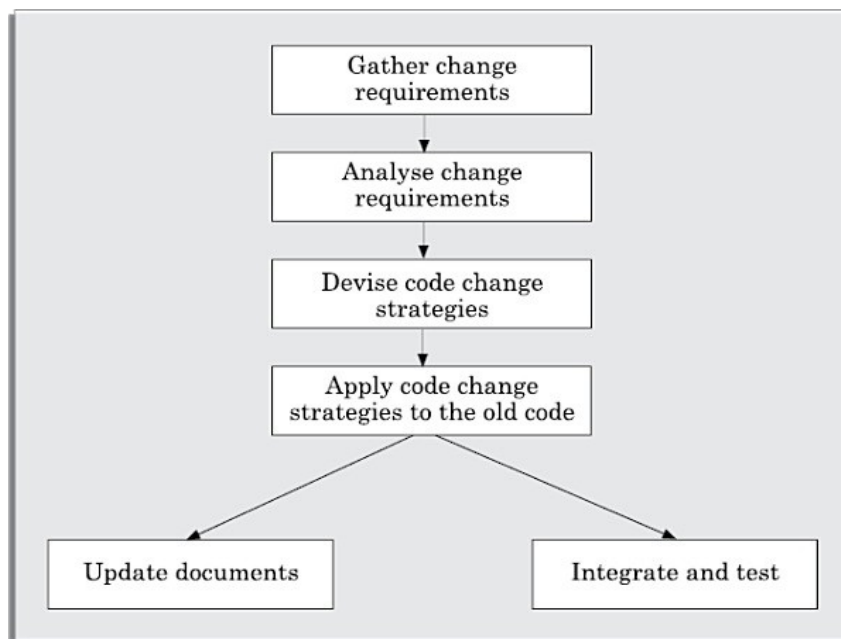 Gather change
requirements
Analyse change
requirements
Devise code change
strategies
Apply code change
strategies to the old code
Update documents
Integrate and test